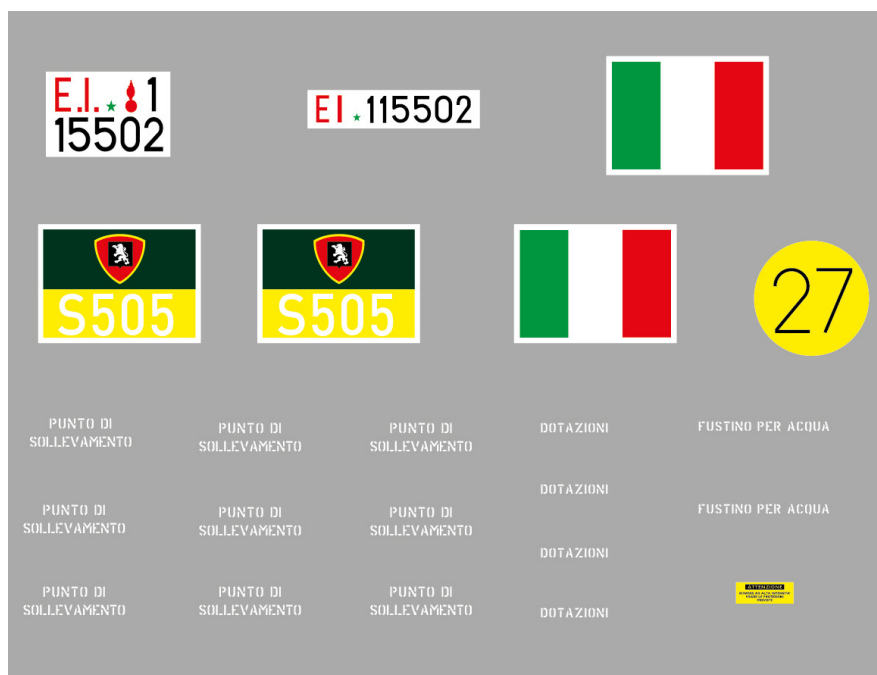 E.I. 1
15502
EI 115502
S505
S505
27
PUNTO DI
SOLLEVAMENTO
PUNTO DI
SOLLEVAMENTO
PUNTO DI
SOLLEVAMENTO
DOTAZIONI
FUSTINO PER ACQUA
DOTAZIONI
PUNTO DI
SOLLEVAMENTO
PUNTO DI
SOLLEVAMENTO
PUNTO DI
SOLLEVAMENTO
FUSTINO PER ACQUA
DOTAZIONI
PUNTO DI
SOLLEVAMENTO
PUNTO DI
SOLLEVAMENTO
PUNTO DI
SOLLEVAMENTO
DOTAZIONI
ATTENZIONE